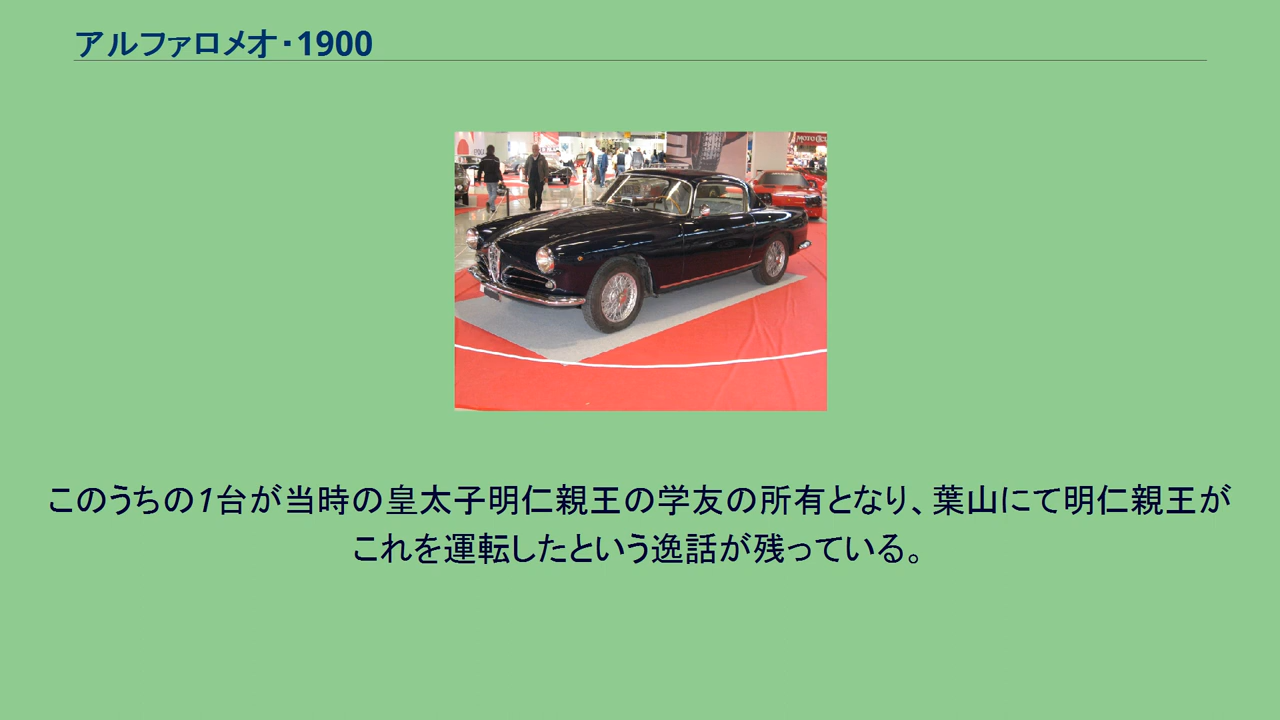 アルファロメオ・1900
MOTO CLU
このうちの1台が当時の皇太子明仁親王の学友の所有となり、葉山にて明仁親王が
これを運転したという逸話が残っている。